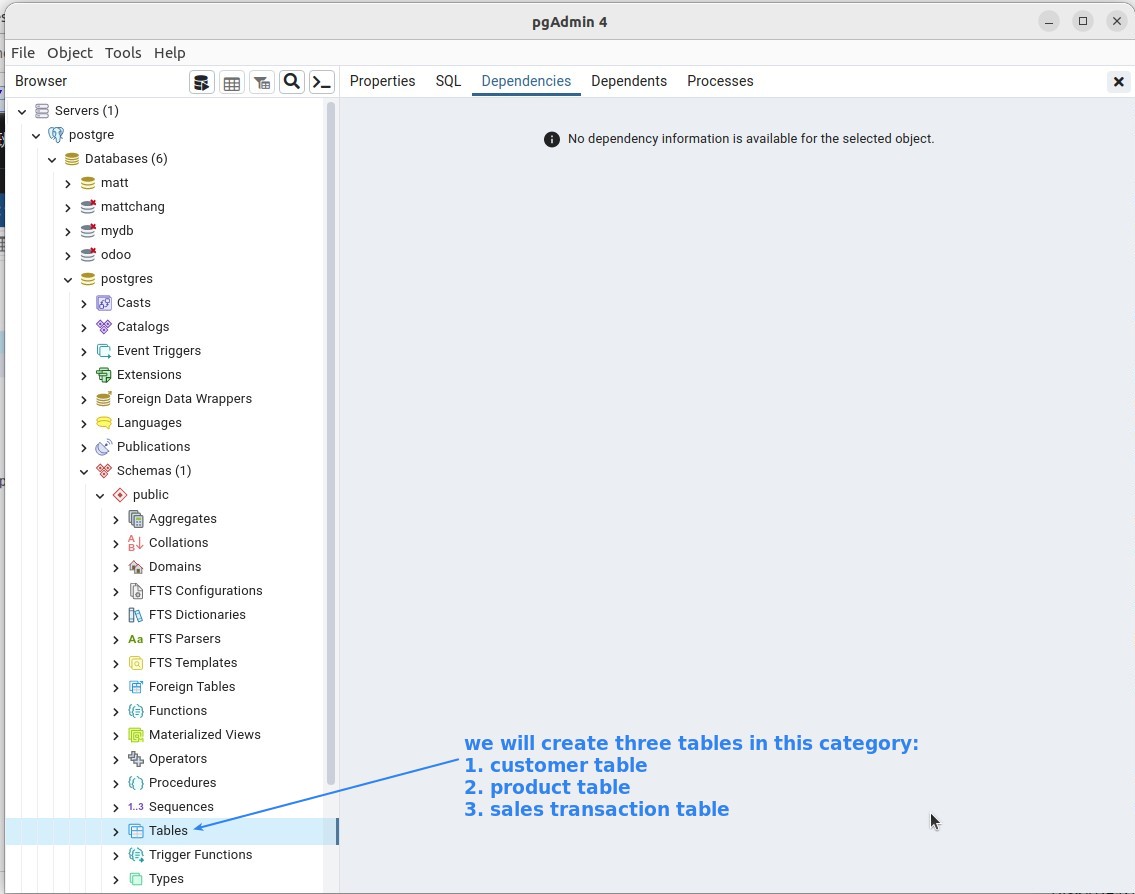 pgAdmin 4
File Object Tools Help
Browser
Properties SQL Dependencies Dependents Processes
No dependency information is available for the selected object.
Servers (1)
postgre
Databases (6)
matt
mattchang
mydb
odoo
postgres
Casts
Catalogs
Event Triggers
Extensions
Foreign Data Wrappers
Languages
Publications
Schemas (1)
public
Aggregates
Collations
Domains
FTS Configurations
FTS Dictionaries
Aa FTS Parsers
FTS Templates
Foreign Tables
Functions
Materialized Views
Operators
Procedures
1..3 Sequences
Tables
Trigger Functions
Types
we will create three tables in this category:
1. customer table
2. product table
3. sales transaction table